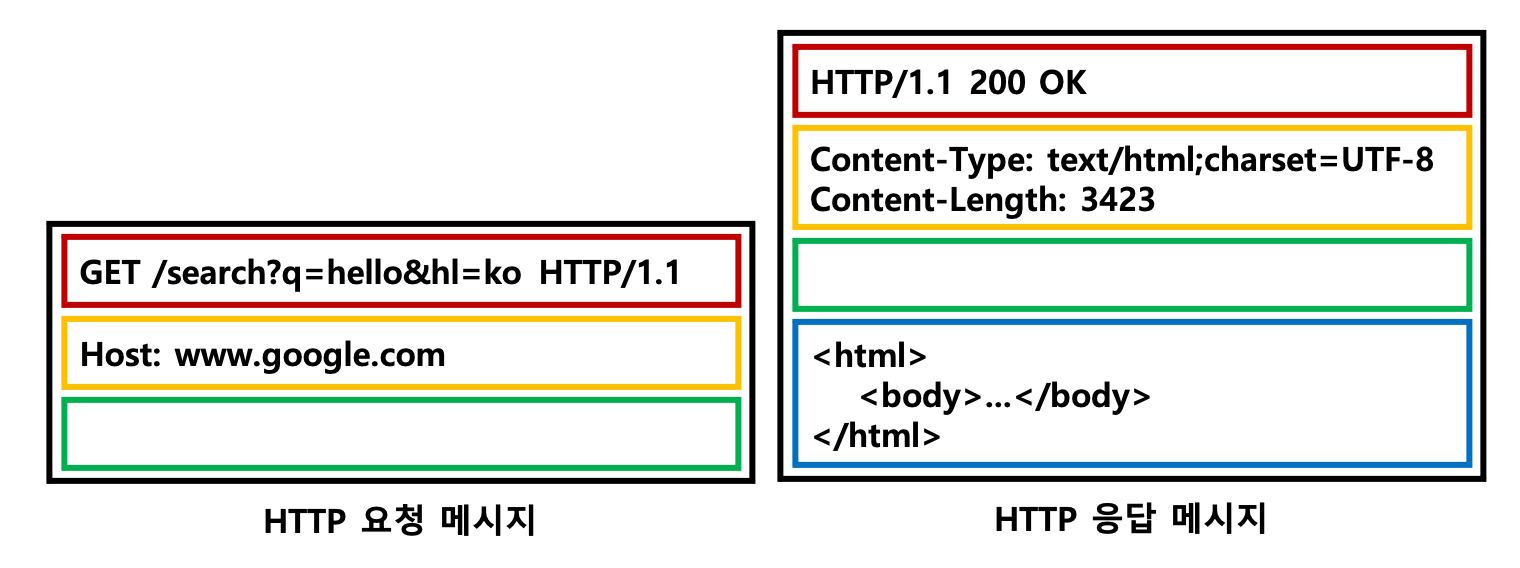 GET /search?q=hello&hl=ko HTTP/1.1
Host: www.google.com
HTTP 요청 메시지
HTTP/1.1 200 OK
Content-Type: text/html;charset=UTF-8
Content-Length: 3423
<html>
<body>...</body>
</html>
HTTP 응답 메시지